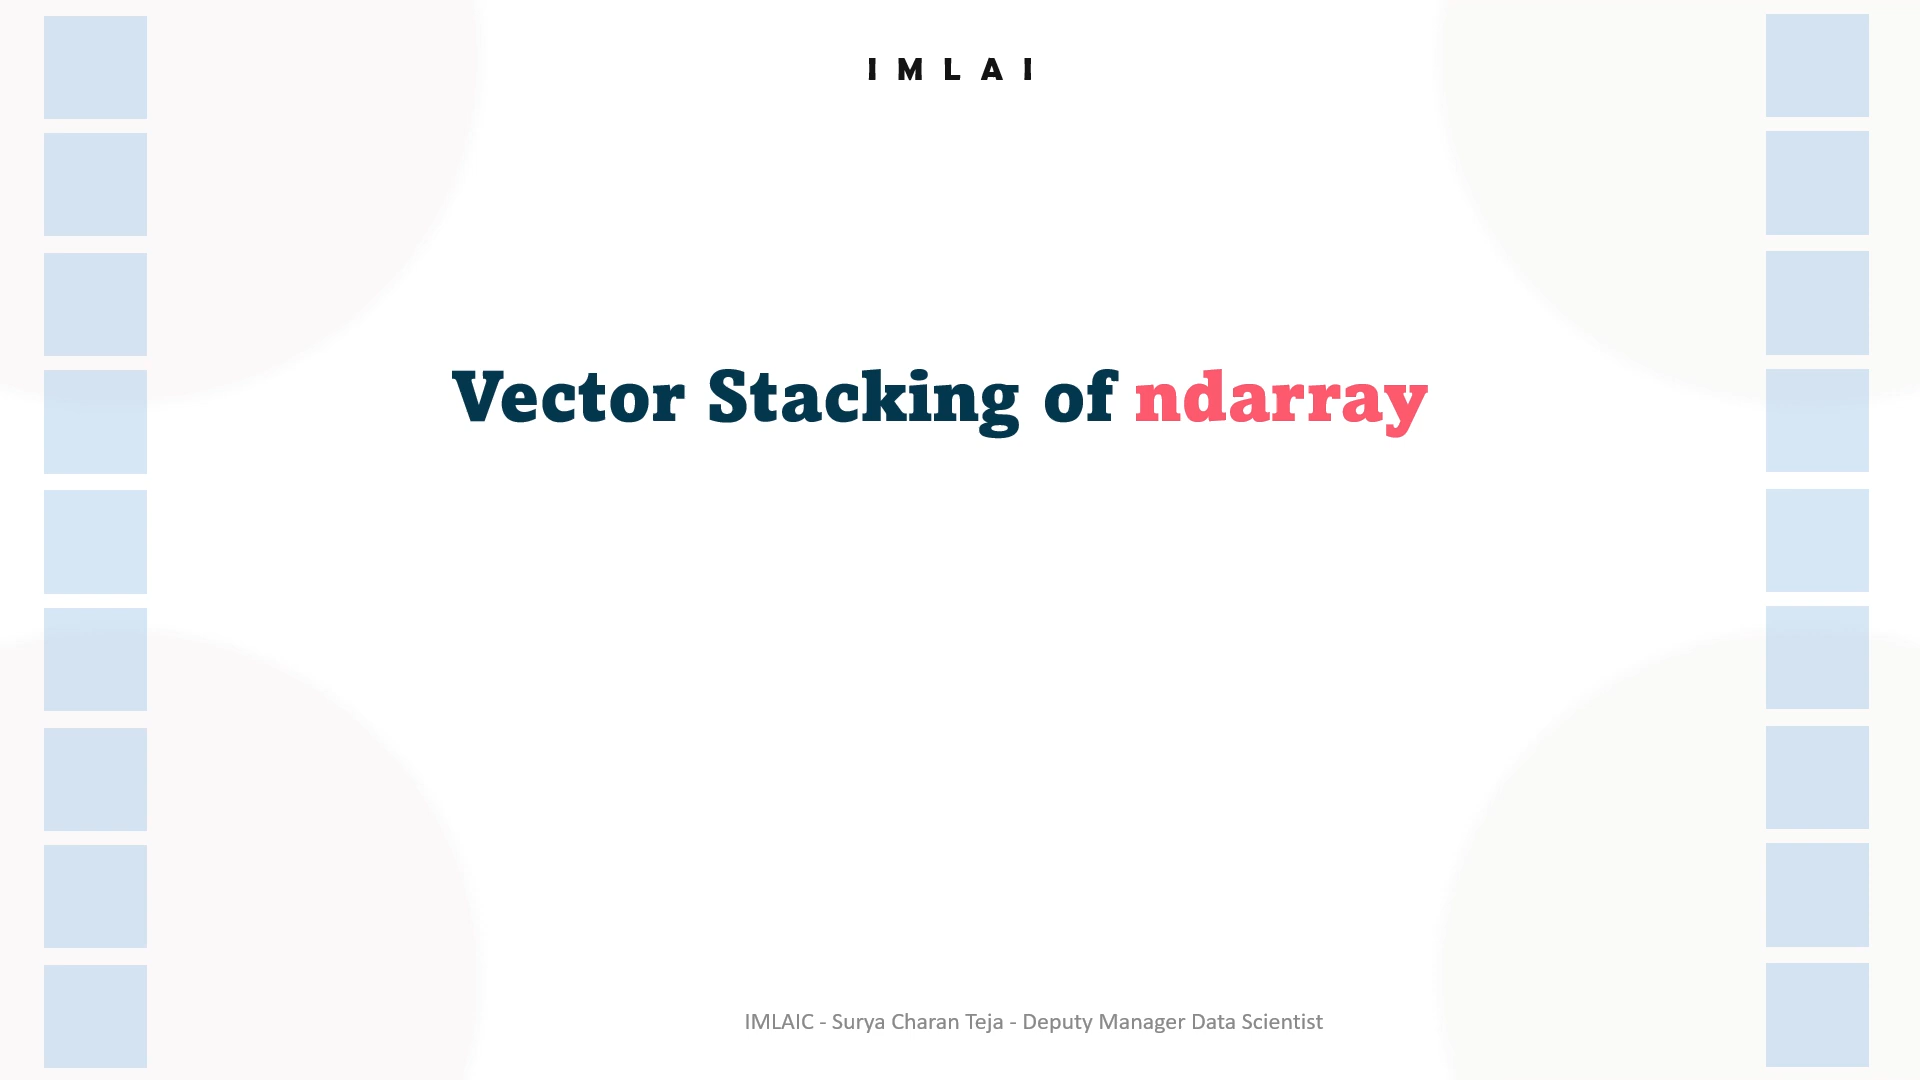 IMLAI
Vector Stacking of ndarray
IMLAIC - Surya Charan Teja - Deputy Manager Data Scientist